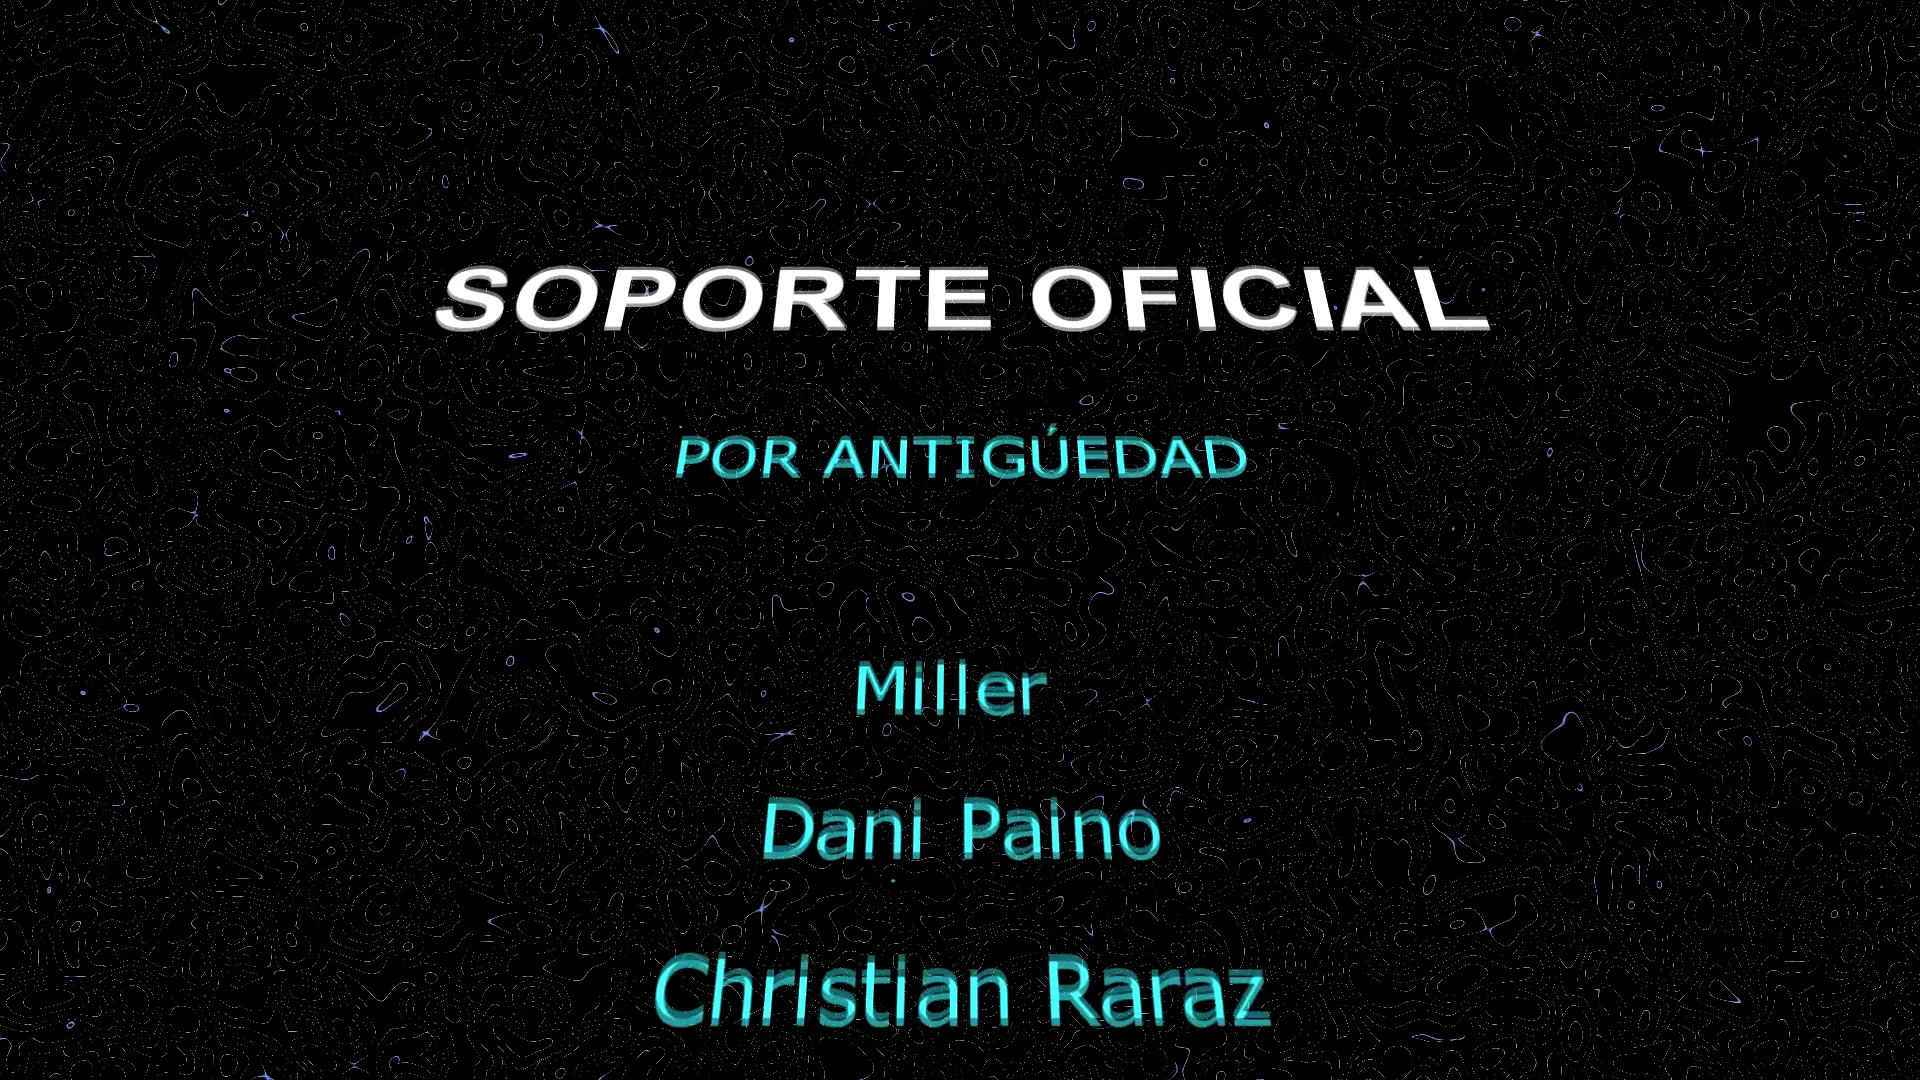 SOPORTE OFICIAL
POR ANTIGÚEDAD
Miller
Dani Paino
Christian Raraz